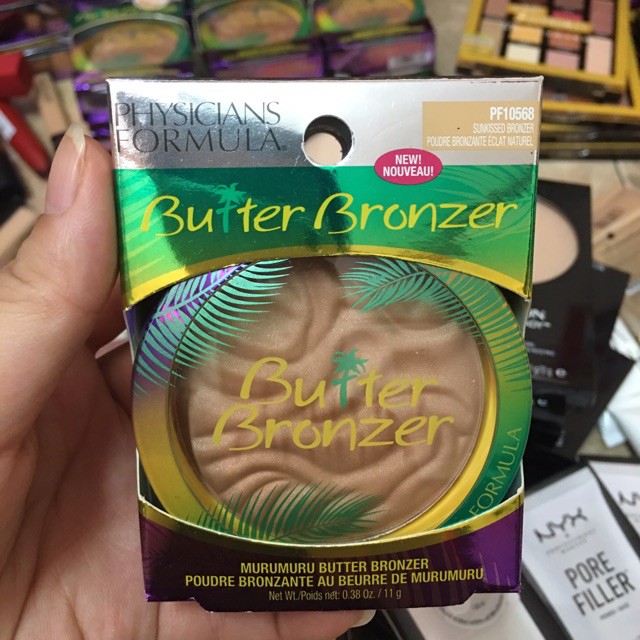 PHYSICIANS
FORMULA®
PF10568
SUNKISSED BRONZER
POUDRE BRONZANTE ÉCLAT NATUREL
NEW!
NOUVEAU!
Butter Bronzer
Butter
Bronzer
FORMULA
MURUMURU BUTTER BRONZER
POUDRE BRONZANTE AU BEURRE DE MURUMURU
Net Wt./Poids net: 0.38 Oz. / 11 g
NYX
PORE
FILLER
NYX